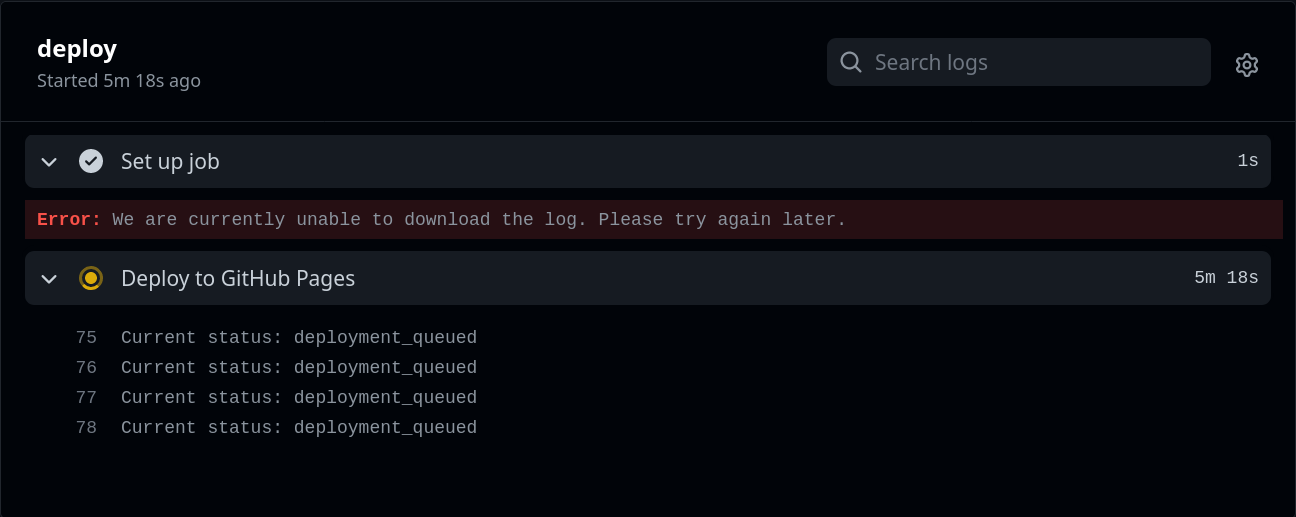 deploy
Started 5m 18s ago
Search logs
Set up job 1s
Error: We are currently unable to download the log. Please try again later.
Deploy to GitHub Pages 5m 18s
75 Current status: deployment_queued
76 Current status: deployment_queued
77 Current status: deployment_queued
78 Current status: deployment_queued